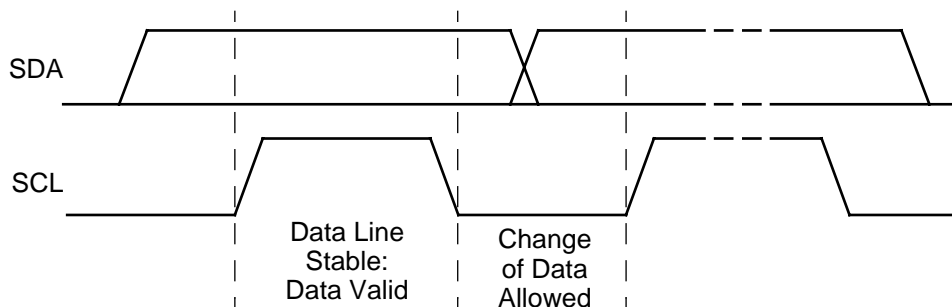 SDA
SCL
Data Line
Stable:
Data Valid
Change
of Data
Allowed